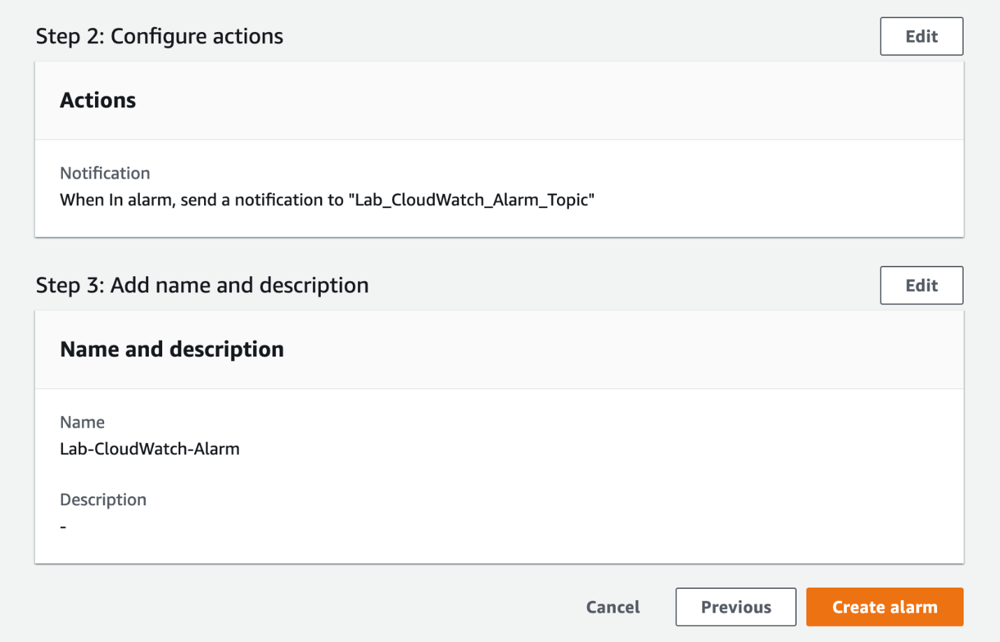 Step 2: Configure actions
Edit
Actions
Notification
When In alarm, send a notification to "Lab_CloudWatch_Alarm_Topic"
Step 3: Add name and description
Edit
Name and description
Name
Lab-CloudWatch-Alarm
Description
-
Cancel
Previous
Create alarm